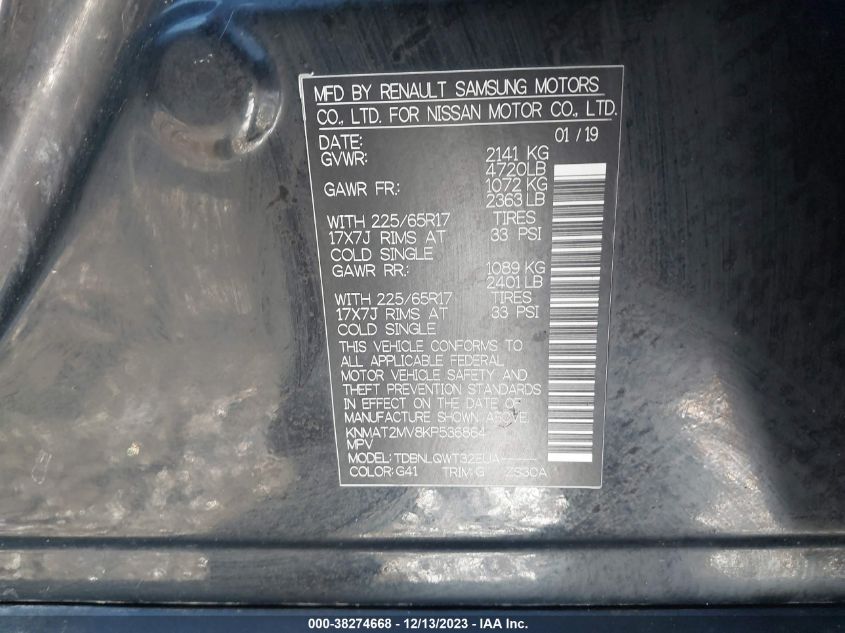 MFD BY RENAULT SAMSUNG MOTORS
CO., LTD. FOR NISSAN MOTOR CO., LTD.
DATE: 01 / 19
GVWR: 2141 KG
4720LB
GAWR FR.: 1072 KG
2363 LB
WITH 225/65R17 TIRES
17X7J RIMS AT 33 PSI
COLD SINGLE
GAWR RR.: 1089 KG
2401 LB
WITH 225/65R17 TIRES
17X7J RIMS AT 33 PSI
COLD SINGLE
THIS VEHICLE CONFORMS TO
ALL APPLICABLE FEDERAL
MOTOR VEHICLE SAFETY AND
THEFT PREVENTION STANDARDS
IN EFFECT ON THE DATE OF
MANUFACTURE SHOWN ABOVE.
KNMAT2MV8KP536864
MPV
MODEL: TDBNLQWT32EUA
COLOR: G41 TRIM: G ZS30A
000-38274668 - 12/13/2023 - IAA Inc.